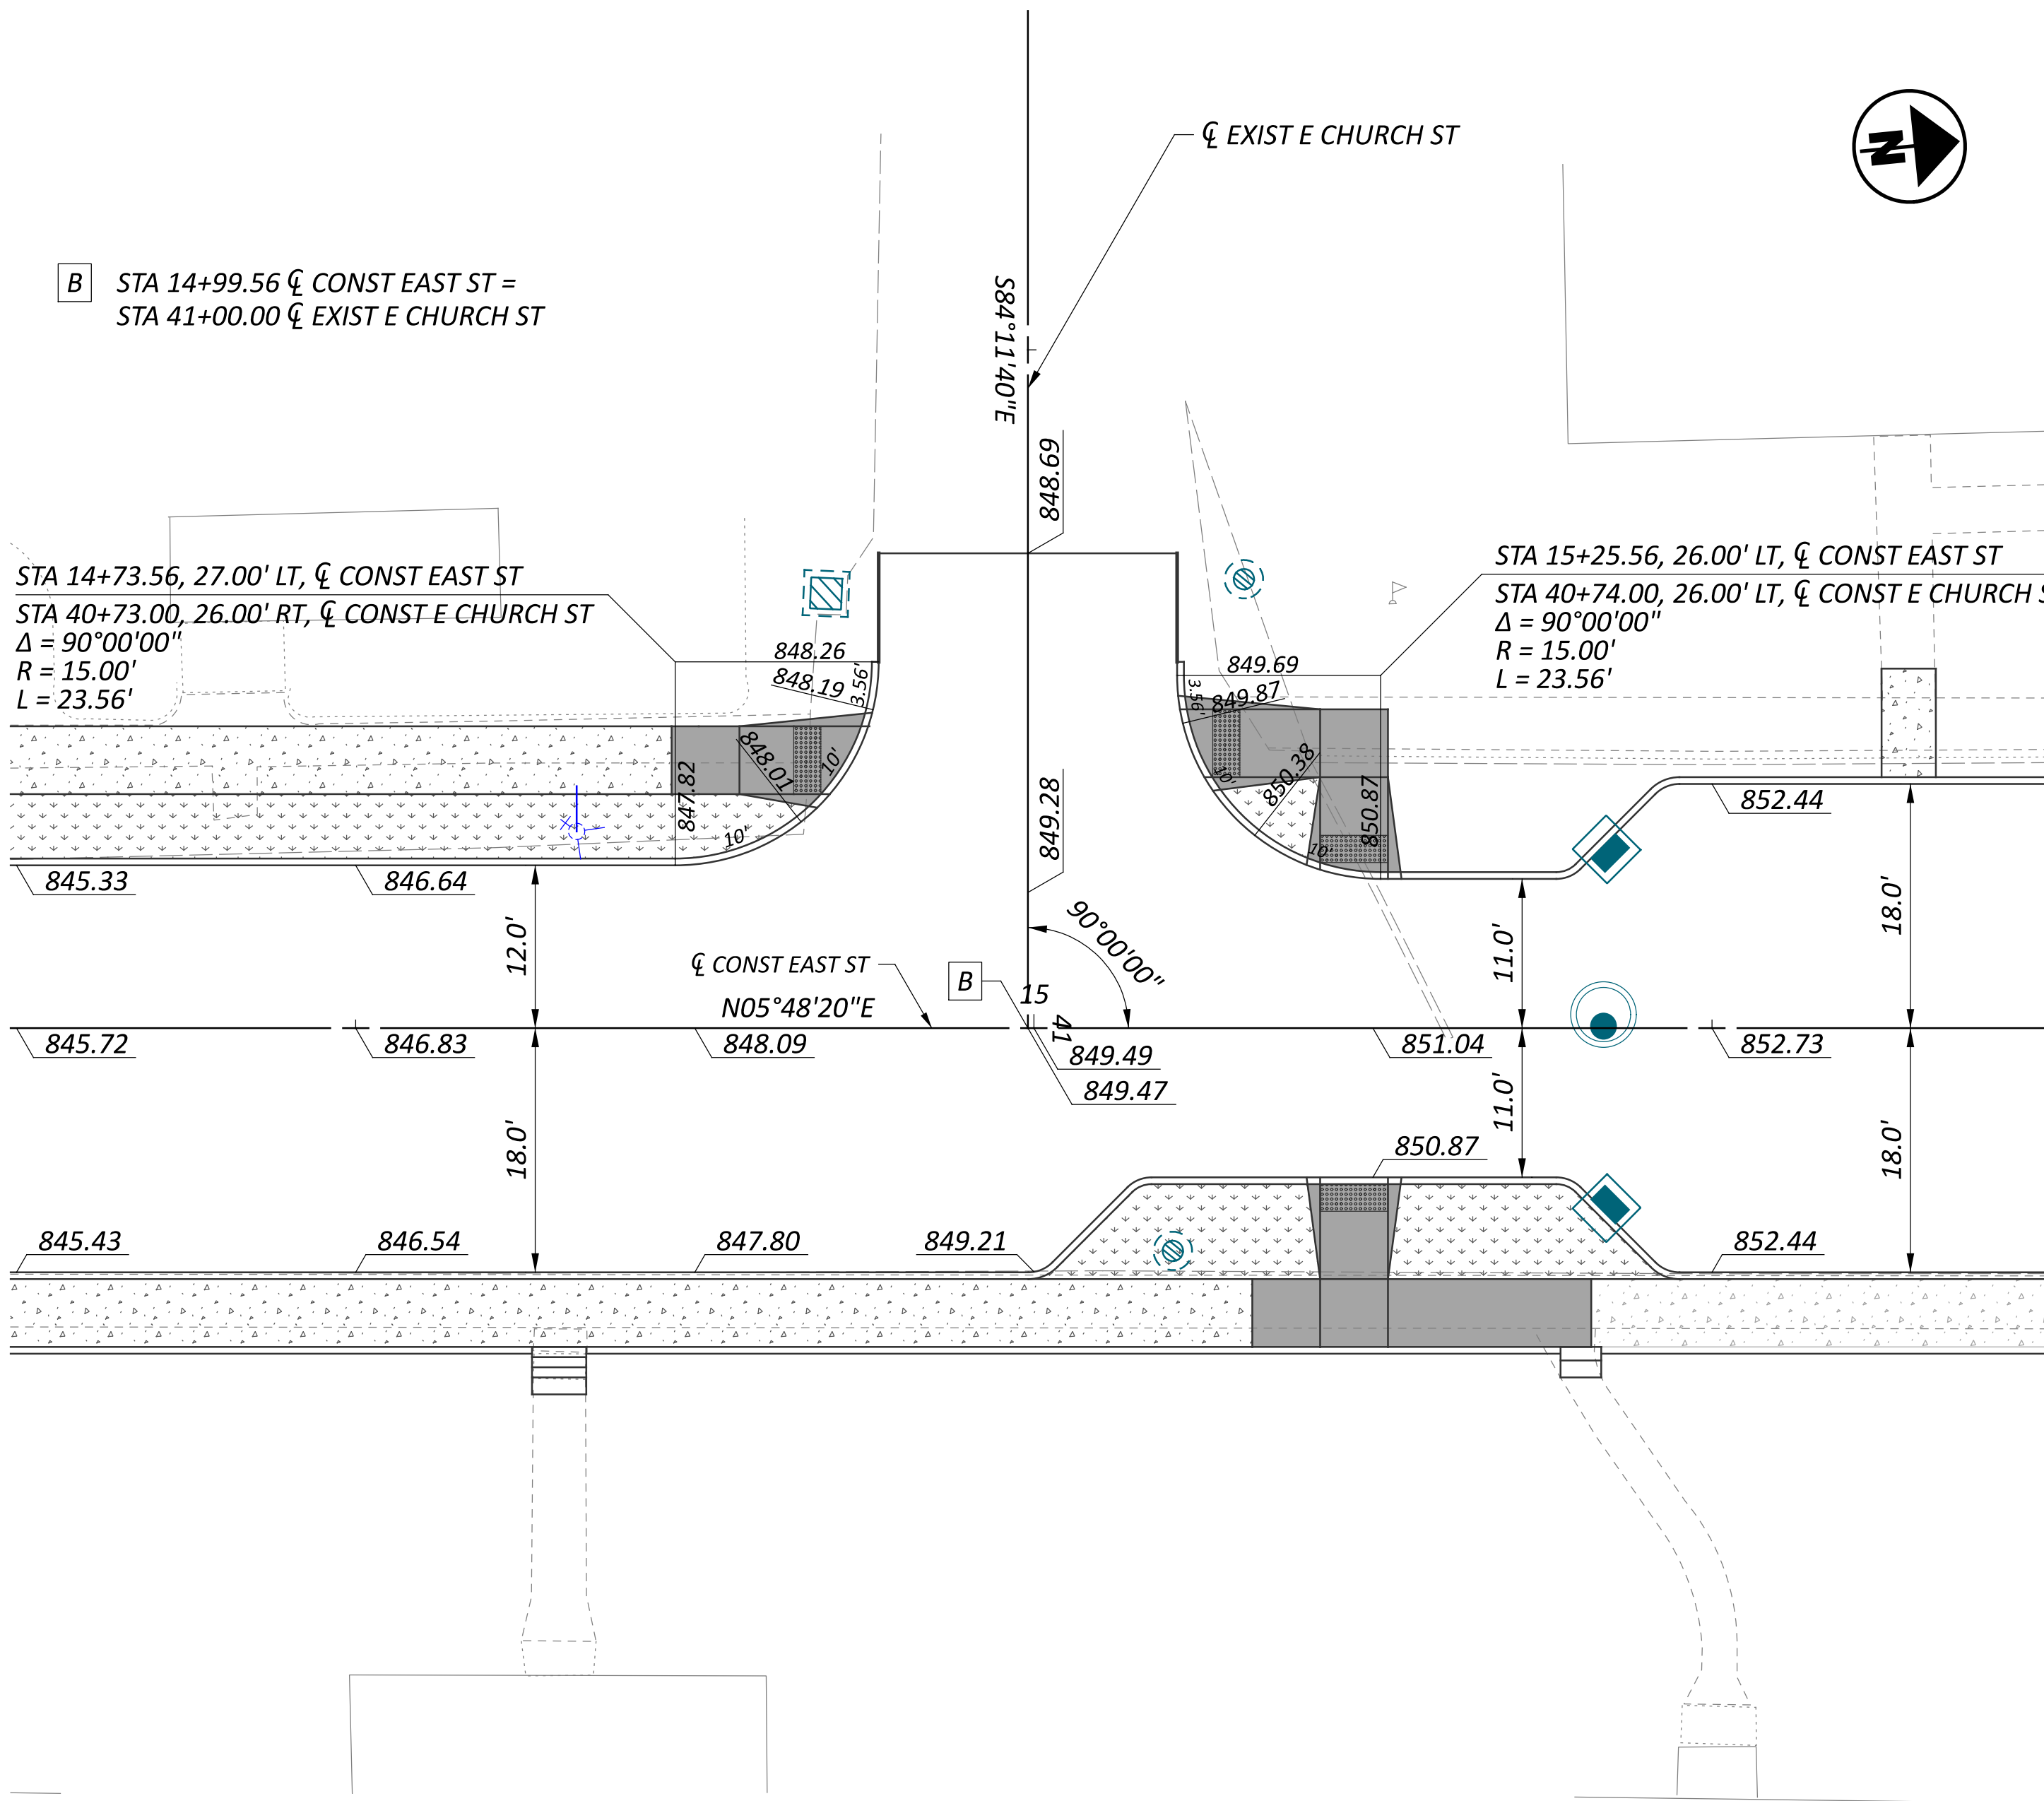 N
℄ EXIST E CHURCH ST
B STA 14+99.56 ℄ CONST EAST ST =
STA 41+00.00 ℄ EXIST E CHURCH ST
S84°11'40"E
848.69
STA 14+73.56, 27.00' LT, ℄ CONST EAST ST
STA 40+73.00, 26.00' RT, ℄ CONST E CHURCH ST
Δ = 90°00'00"
R = 15.00'
L = 23.56'
STA 15+25.56, 26.00' LT, ℄ CONST EAST ST
STA 40+74.00, 26.00' LT, ℄ CONST E CHURCH S
Δ = 90°00'00"
R = 15.00'
L = 23.56'
848.26
848.19
3.56'
848.01
10'
847.82
10'
849.69
3.56'
849.87
10'
850.38
10'
850.87
849.28
852.44
845.33
846.64
12.0'
11.0'
18.0'
90°00'00"
℄ CONST EAST ST
N05°48'20"E
B
15
41
845.72
846.83
848.09
849.49
849.47
851.04
852.73
18.0'
11.0'
18.0'
850.87
845.43
846.54
847.80
849.21
852.44